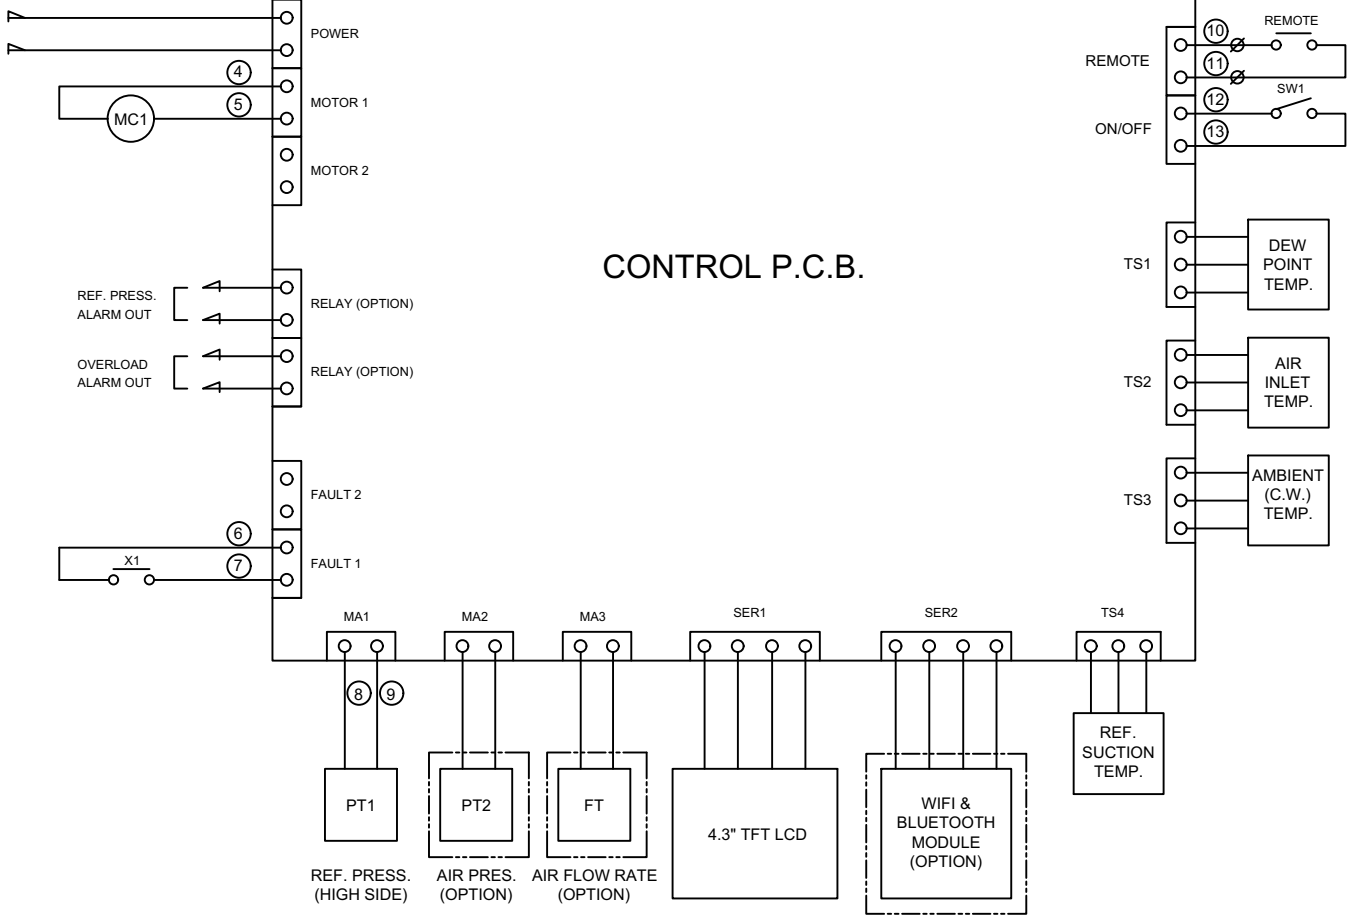 POWER
4
5
MC1
MOTOR 1
MOTOR 2
REF. PRESS.
ALARM OUT
RELAY (OPTION)
OVERLOAD
ALARM OUT
RELAY (OPTION)
FAULT 2
6
X1
7
FAULT 1
CONTROL P.C.B.
REMOTE
10
REMOTE
11
ON/OFF
12
SW1
13
TS1
DEW
POINT
TEMP.
TS2
AIR
INLET
TEMP.
TS3
AMBIENT
(C.W.)
TEMP.
MA1
MA2
MA3
SER1
SER2
TS4
8
9
PT1
REF. PRESS.
(HIGH SIDE)
PT2
AIR PRES.
(OPTION)
FT
AIR FLOW RATE
(OPTION)
4.3" TFT LCD
WIFI &
BLUETOOTH
MODULE
(OPTION)
REF.
SUCTION
TEMP.